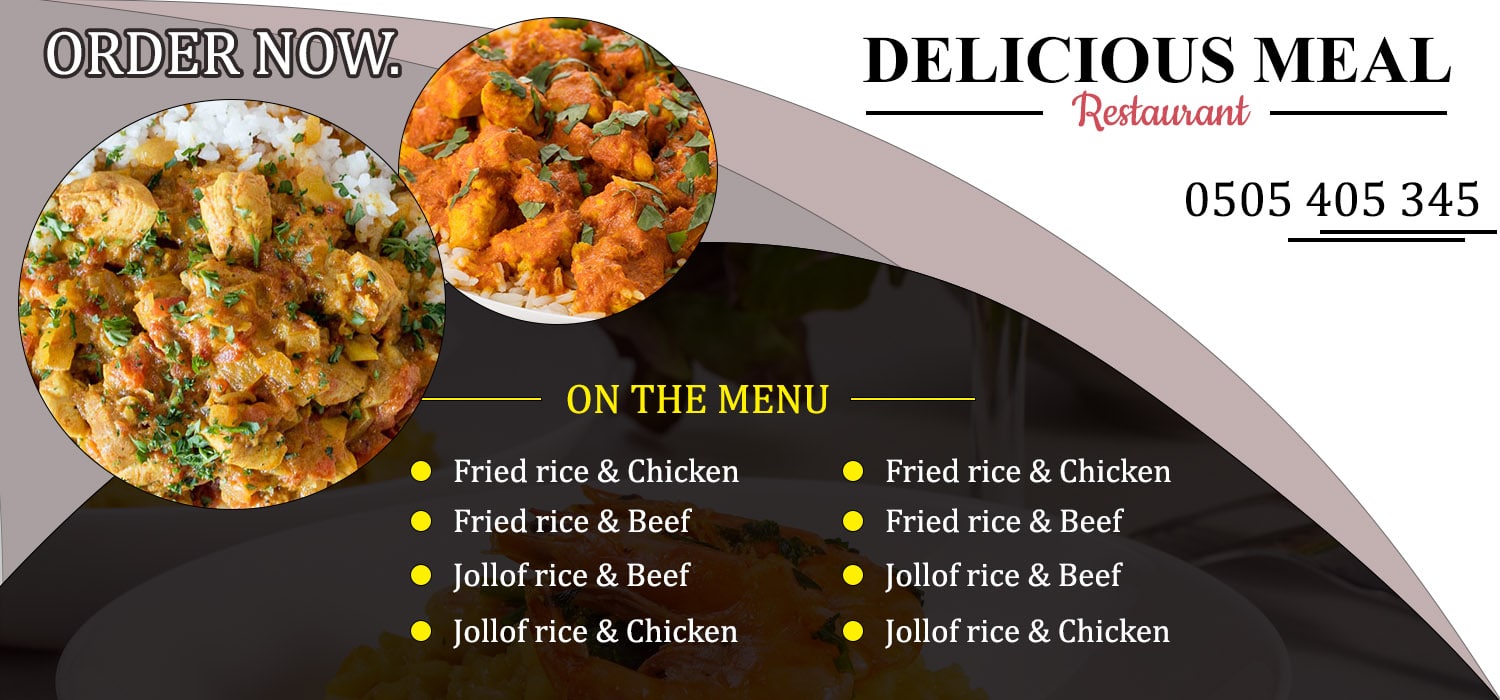 ORDER NOW.
DELICIOUS MEAL
Restaurant
0505 405 345
ON THE MENU
Fried rice & Chicken
Fried rice & Beef
Jollof rice & Beef
Jollof rice & Chicken
Fried rice & Chicken
Fried rice & Beef
Jollof rice & Beef
Jollof rice & Chicken